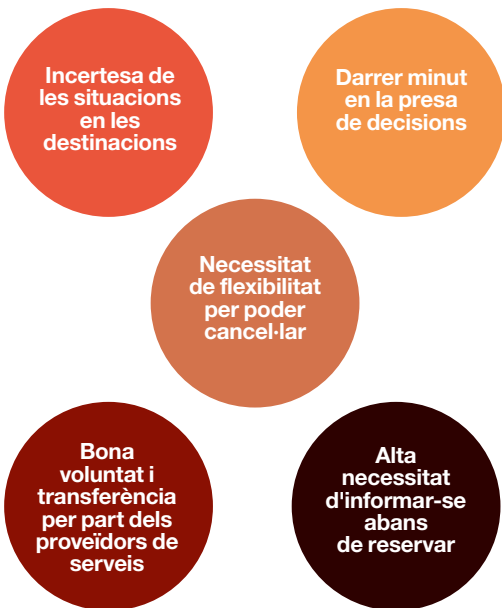 Incertesa de
les situacions
en les
destinacions
Darrer minut
en la presa
de decisions
Necessitat
de flexibilitat
per poder
cancel·lar
Bona
voluntat i
transferència
per part dels
proveïdors de
serveis
Alta
necessitat
d'informar-se
abans
de reservar